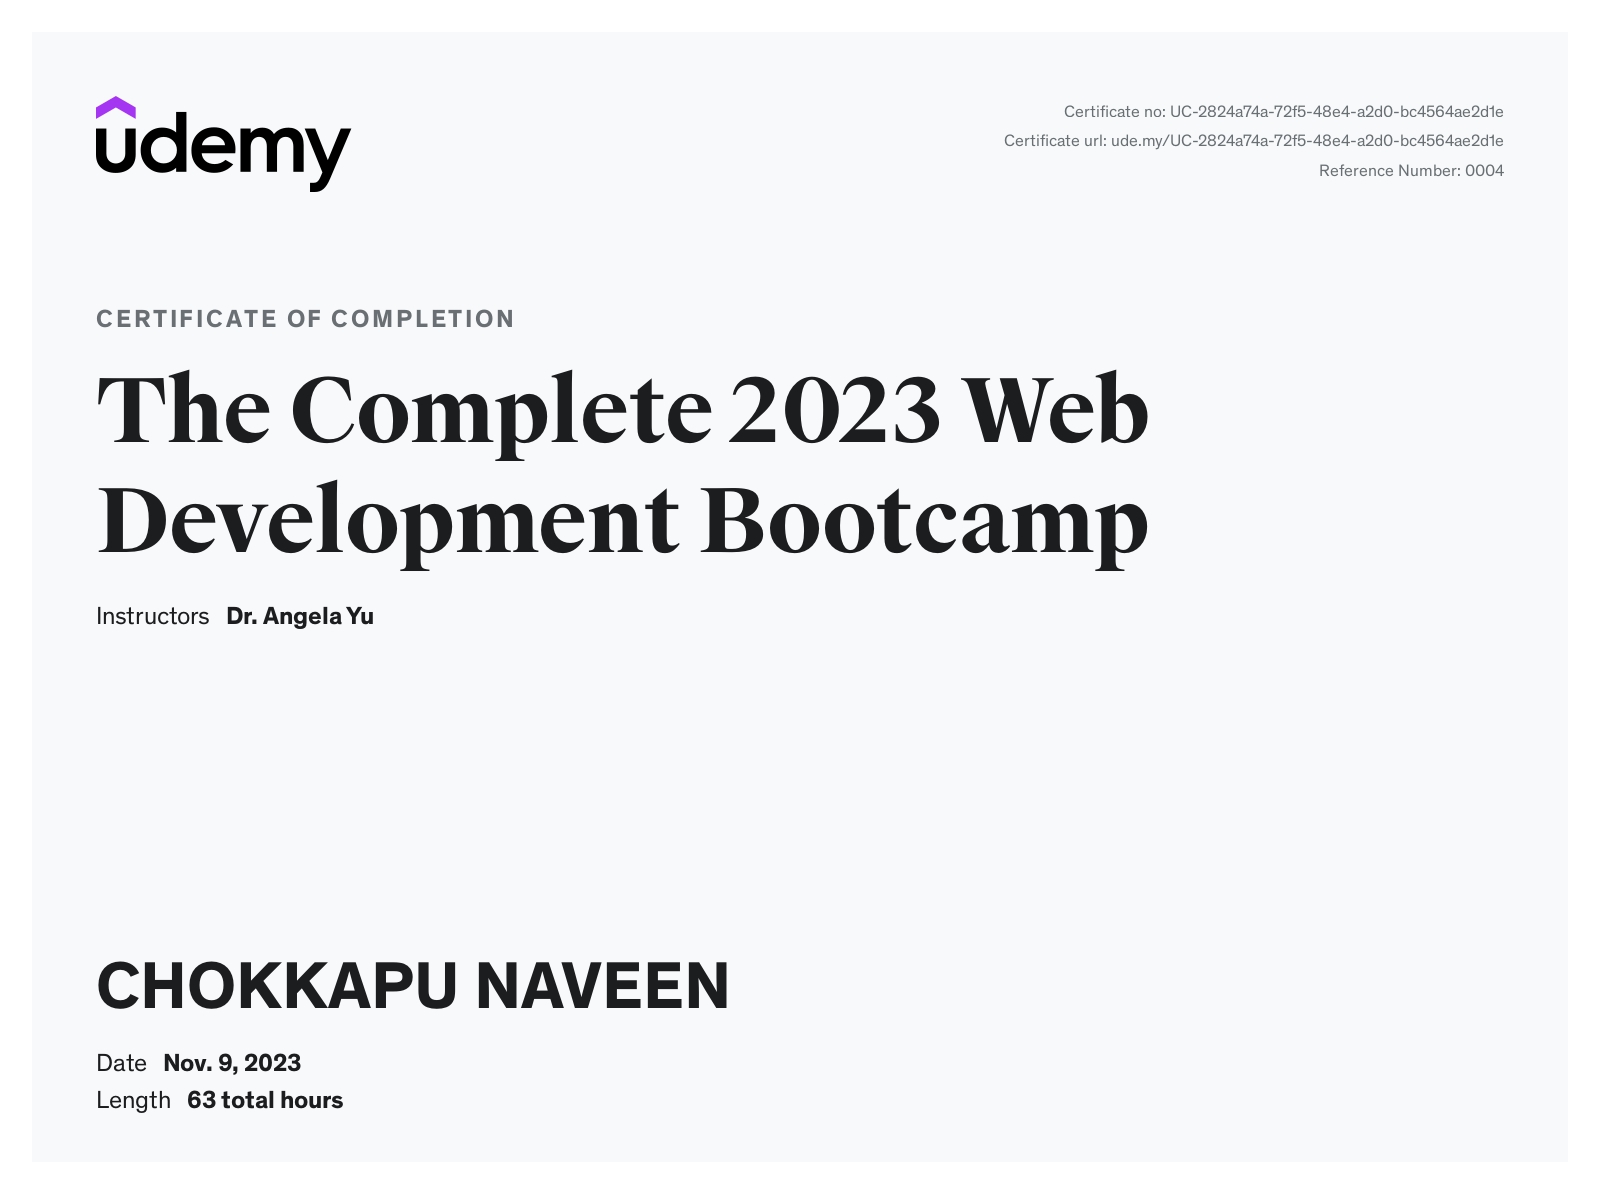 udemy
Certificate no: UC-2824a74a-72f5-48e4-a2d0-bc4564ae2d1e
Certificate url: ude.my/UC-2824a74a-72f5-48e4-a2d0-bc4564ae2d1e
Reference Number: 0004
CERTIFICATE OF COMPLETION
The Complete 2023 Web
Development Bootcamp
Instructors Dr. Angela Yu
CHOKKAPU NAVEEN
Date Nov. 9, 2023
Length 63 total hours